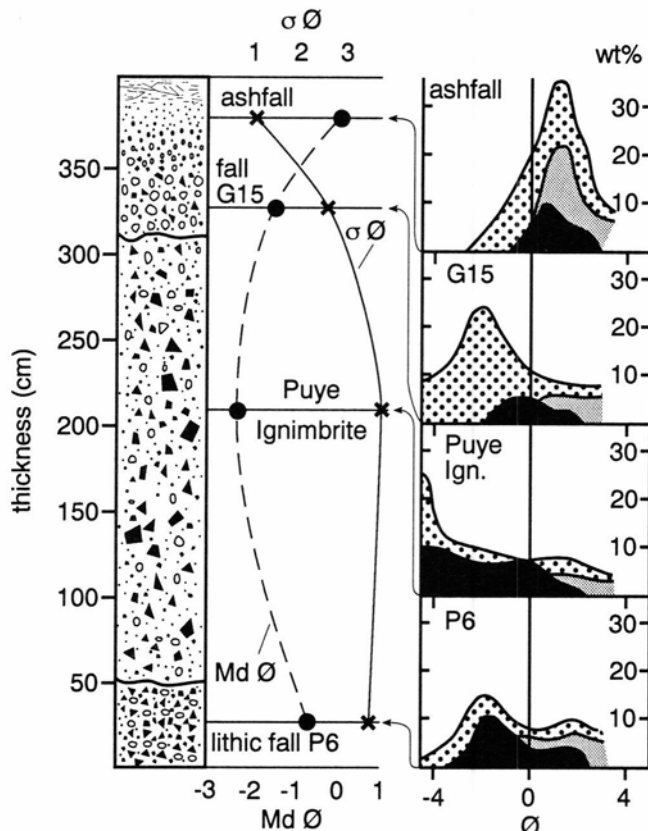 σ Ø
1 2 3
wt%
ashfall
fall
G15
σ Ø
Puye
Ignimbrite
Md Ø
lithic fall P6
thickness (cm)
350
300
250
200
150
100
50
-3 -2 -1 0 1
Md Ø
ashfall
30
20
10
G15
30
20
10
Puye
Ign.
30
20
10
P6
30
20
10
-4 0 4
Ø